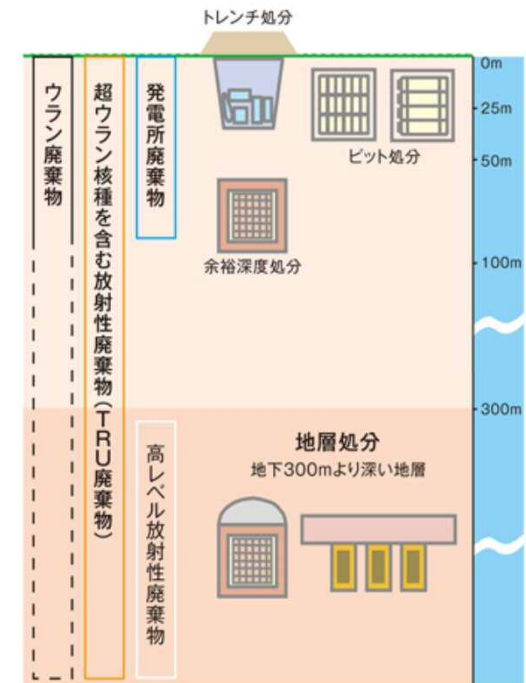 トレンチ処分
ウラン廃棄物
超ウラン核種を含む放射性廃棄物(TRU廃棄物)
発電所廃棄物
ピット処分
余裕深度処分
0m
25m
50m
100m
300m
地層処分
地下300mより深い地層
高レベル放射性廃棄物